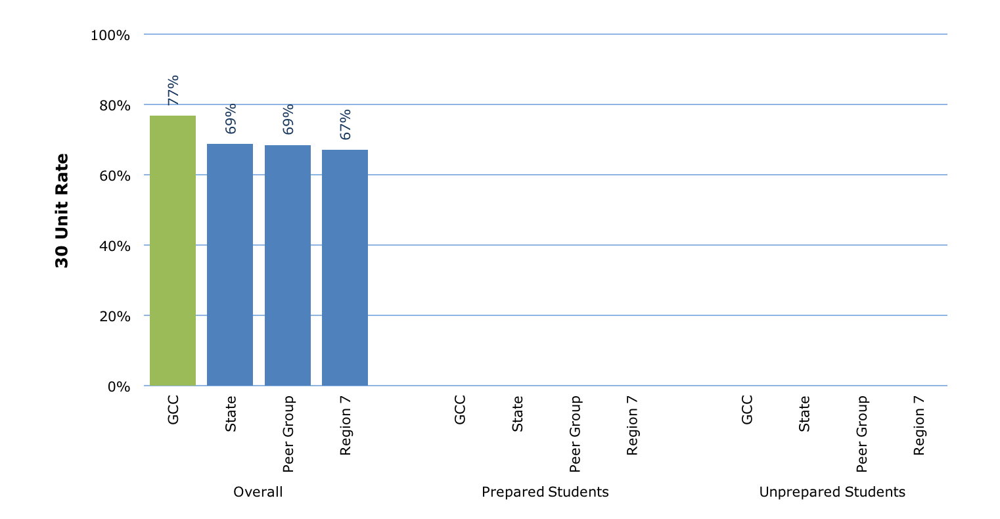 100%
80%
60%
40%
20%
0%
30 Unit Rate
77%
69%
69%
67%
GCC
State
Peer Group
Region 7
GCC
State
Peer Group
Region 7
GCC
State
Peer Group
Region 7
Overall
Prepared Students
Unprepared Students